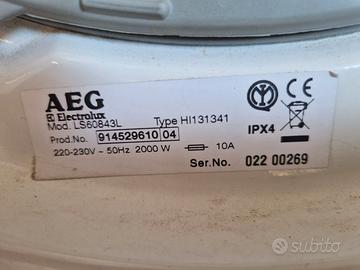 AEG
Electrolux
Mod. LS60843L Type HI131341
Prod.No. 914529610 04 IPX4
220-230V ~ 50Hz 2000 W 10A
Ser.No. 022 00269
subito